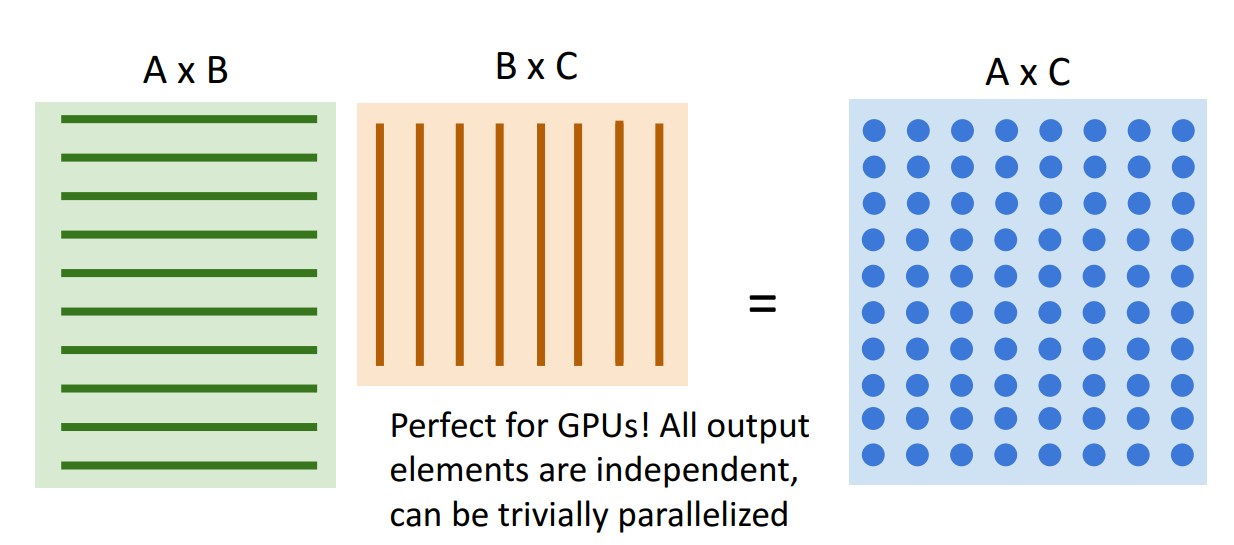 A x B
B x C
A x C
=
Perfect for GPUs! All output
elements are independent,
can be trivially parallelized